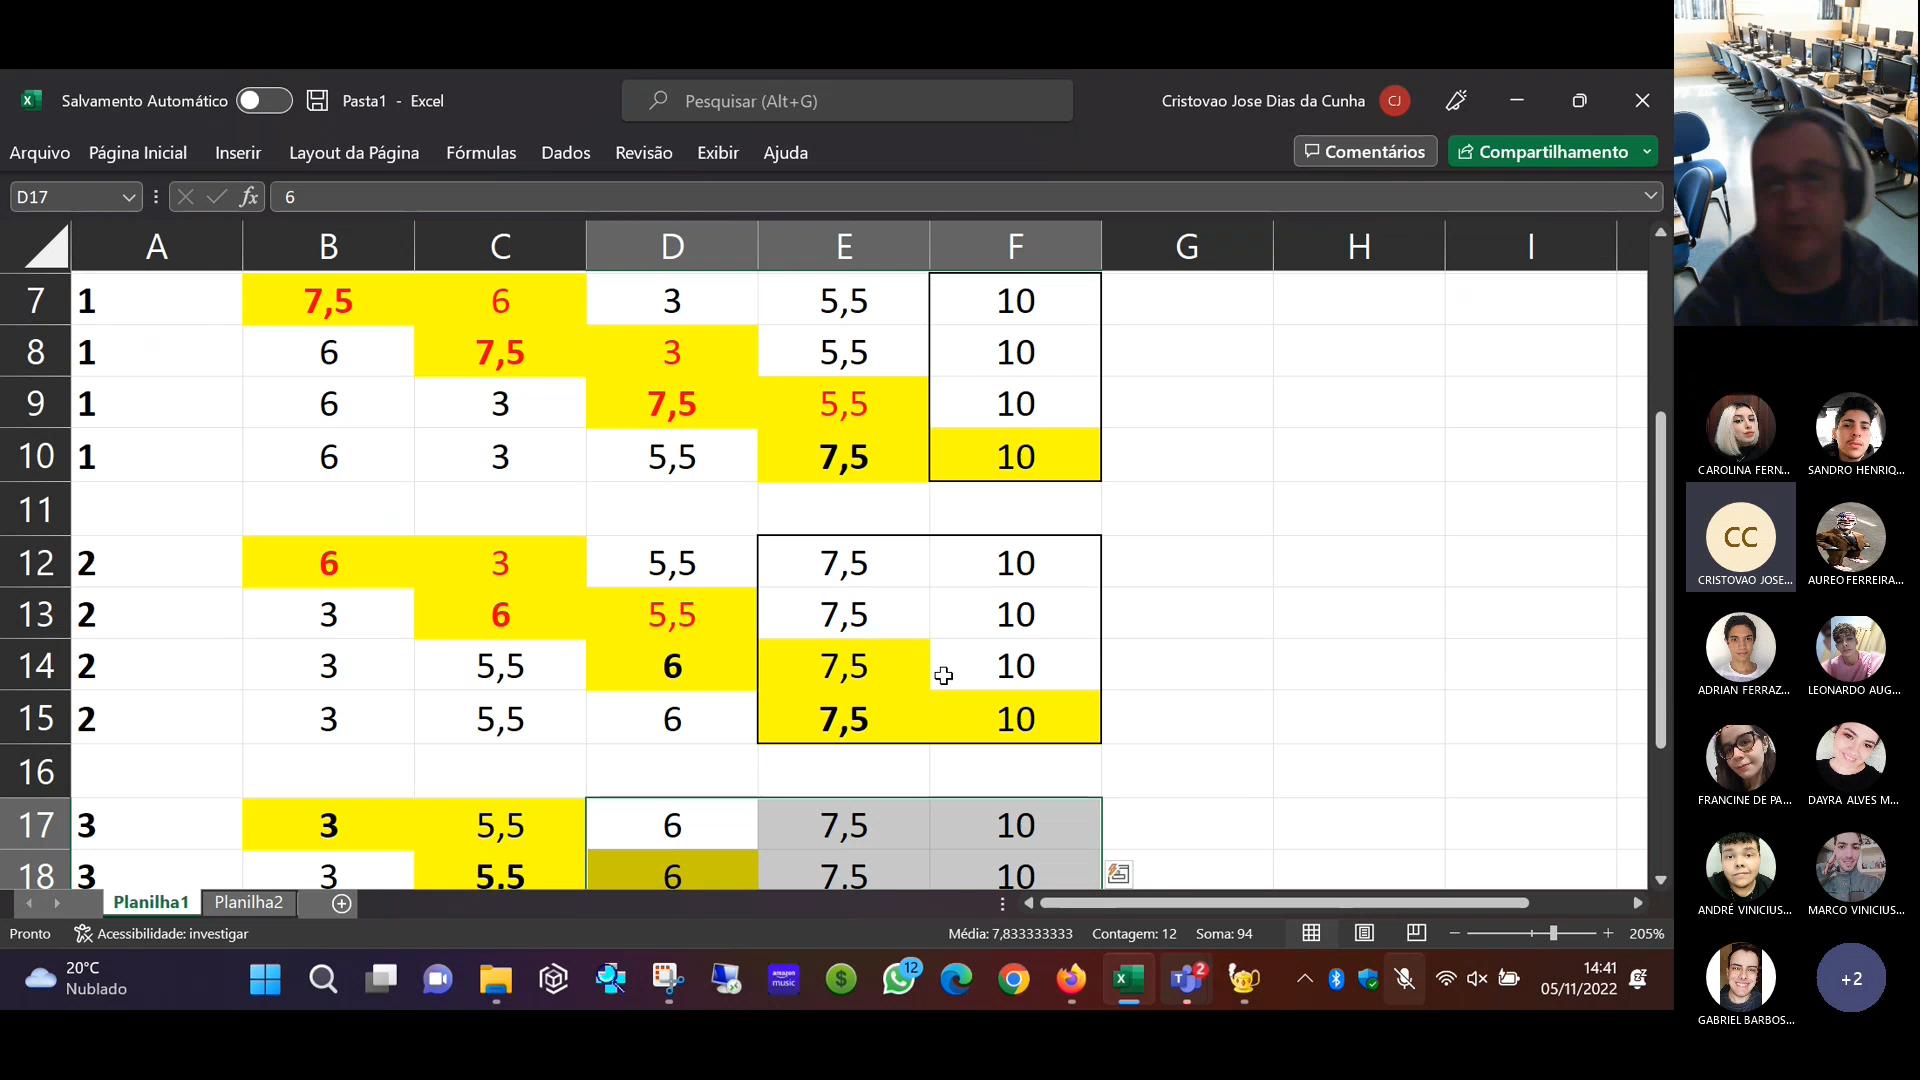 Salvamento Automático Pasta1 - Excel Pesquisar (Alt+G) Cristovao Jose Dias da Cunha CJ
Arquivo Página Inicial Inserir Layout da Página Fórmulas Dados Revisão Exibir Ajuda Comentários Compartilhamento
D17 fx 6
A B C D E F G H I
7 1 7,5 6 3 5,5 10
8 1 6 7,5 3 5,5 10
9 1 6 3 7,5 5,5 10
10 1 6 3 5,5 7,5 10
11
12 2 6 3 5,5 7,5 10
13 2 3 6 5,5 7,5 10
14 2 3 5,5 6 7,5 10
15 2 3 5,5 6 7,5 10
16
17 3 3 5,5 6 7,5 10
18 3 3 5,5 6 7,5 10
Planilha1 Planilha2
Pronto Acessibilidade: investigar Média: 7,833333333 Contagem: 12 Soma: 94 205%
20°C
Nublado
amazon
music
12
2
14:41
05/11/2022
CAROLINA FERN... SANDRO HENRIQ...
CC
CRISTOVAO JOSE... AUREO FERREIRA...
ADRIAN FERRAZ... LEONARDO AUG...
FRANCINE DE PA... DAYRA ALVES M...
ANDRÉ VINICIUS... MARCO VINICIUS...
+2
GABRIEL BARBOS...